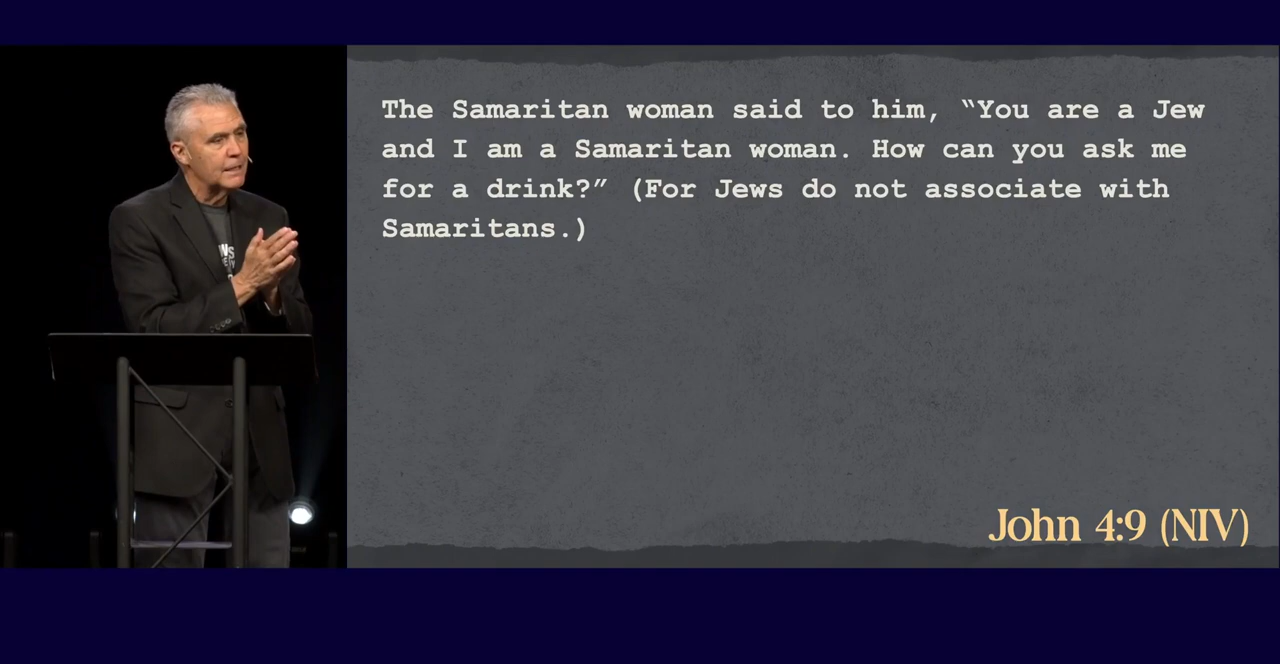 The Samaritan woman said to him, “You are a Jew
and I am a Samaritan woman. How can you ask me
for a drink?” (For Jews do not associate with
Samaritans.)
John 4:9 (NIV)